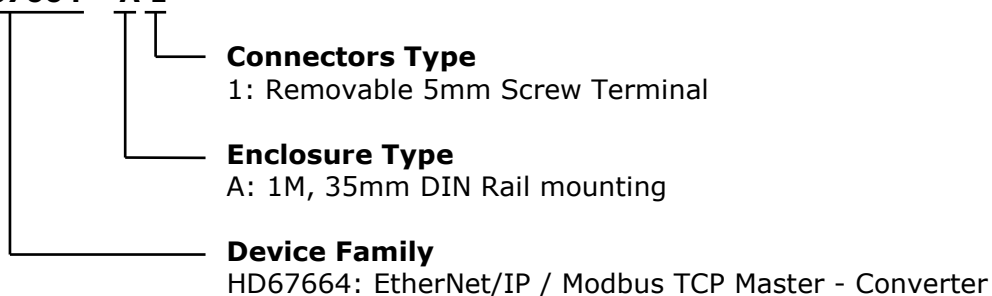 Connectors Type
1: Removable 5mm Screw Terminal
Enclosure Type
A: 1M, 35mm DIN Rail mounting
Device Family
HD67664: EtherNet/IP / Modbus TCP Master - Converter